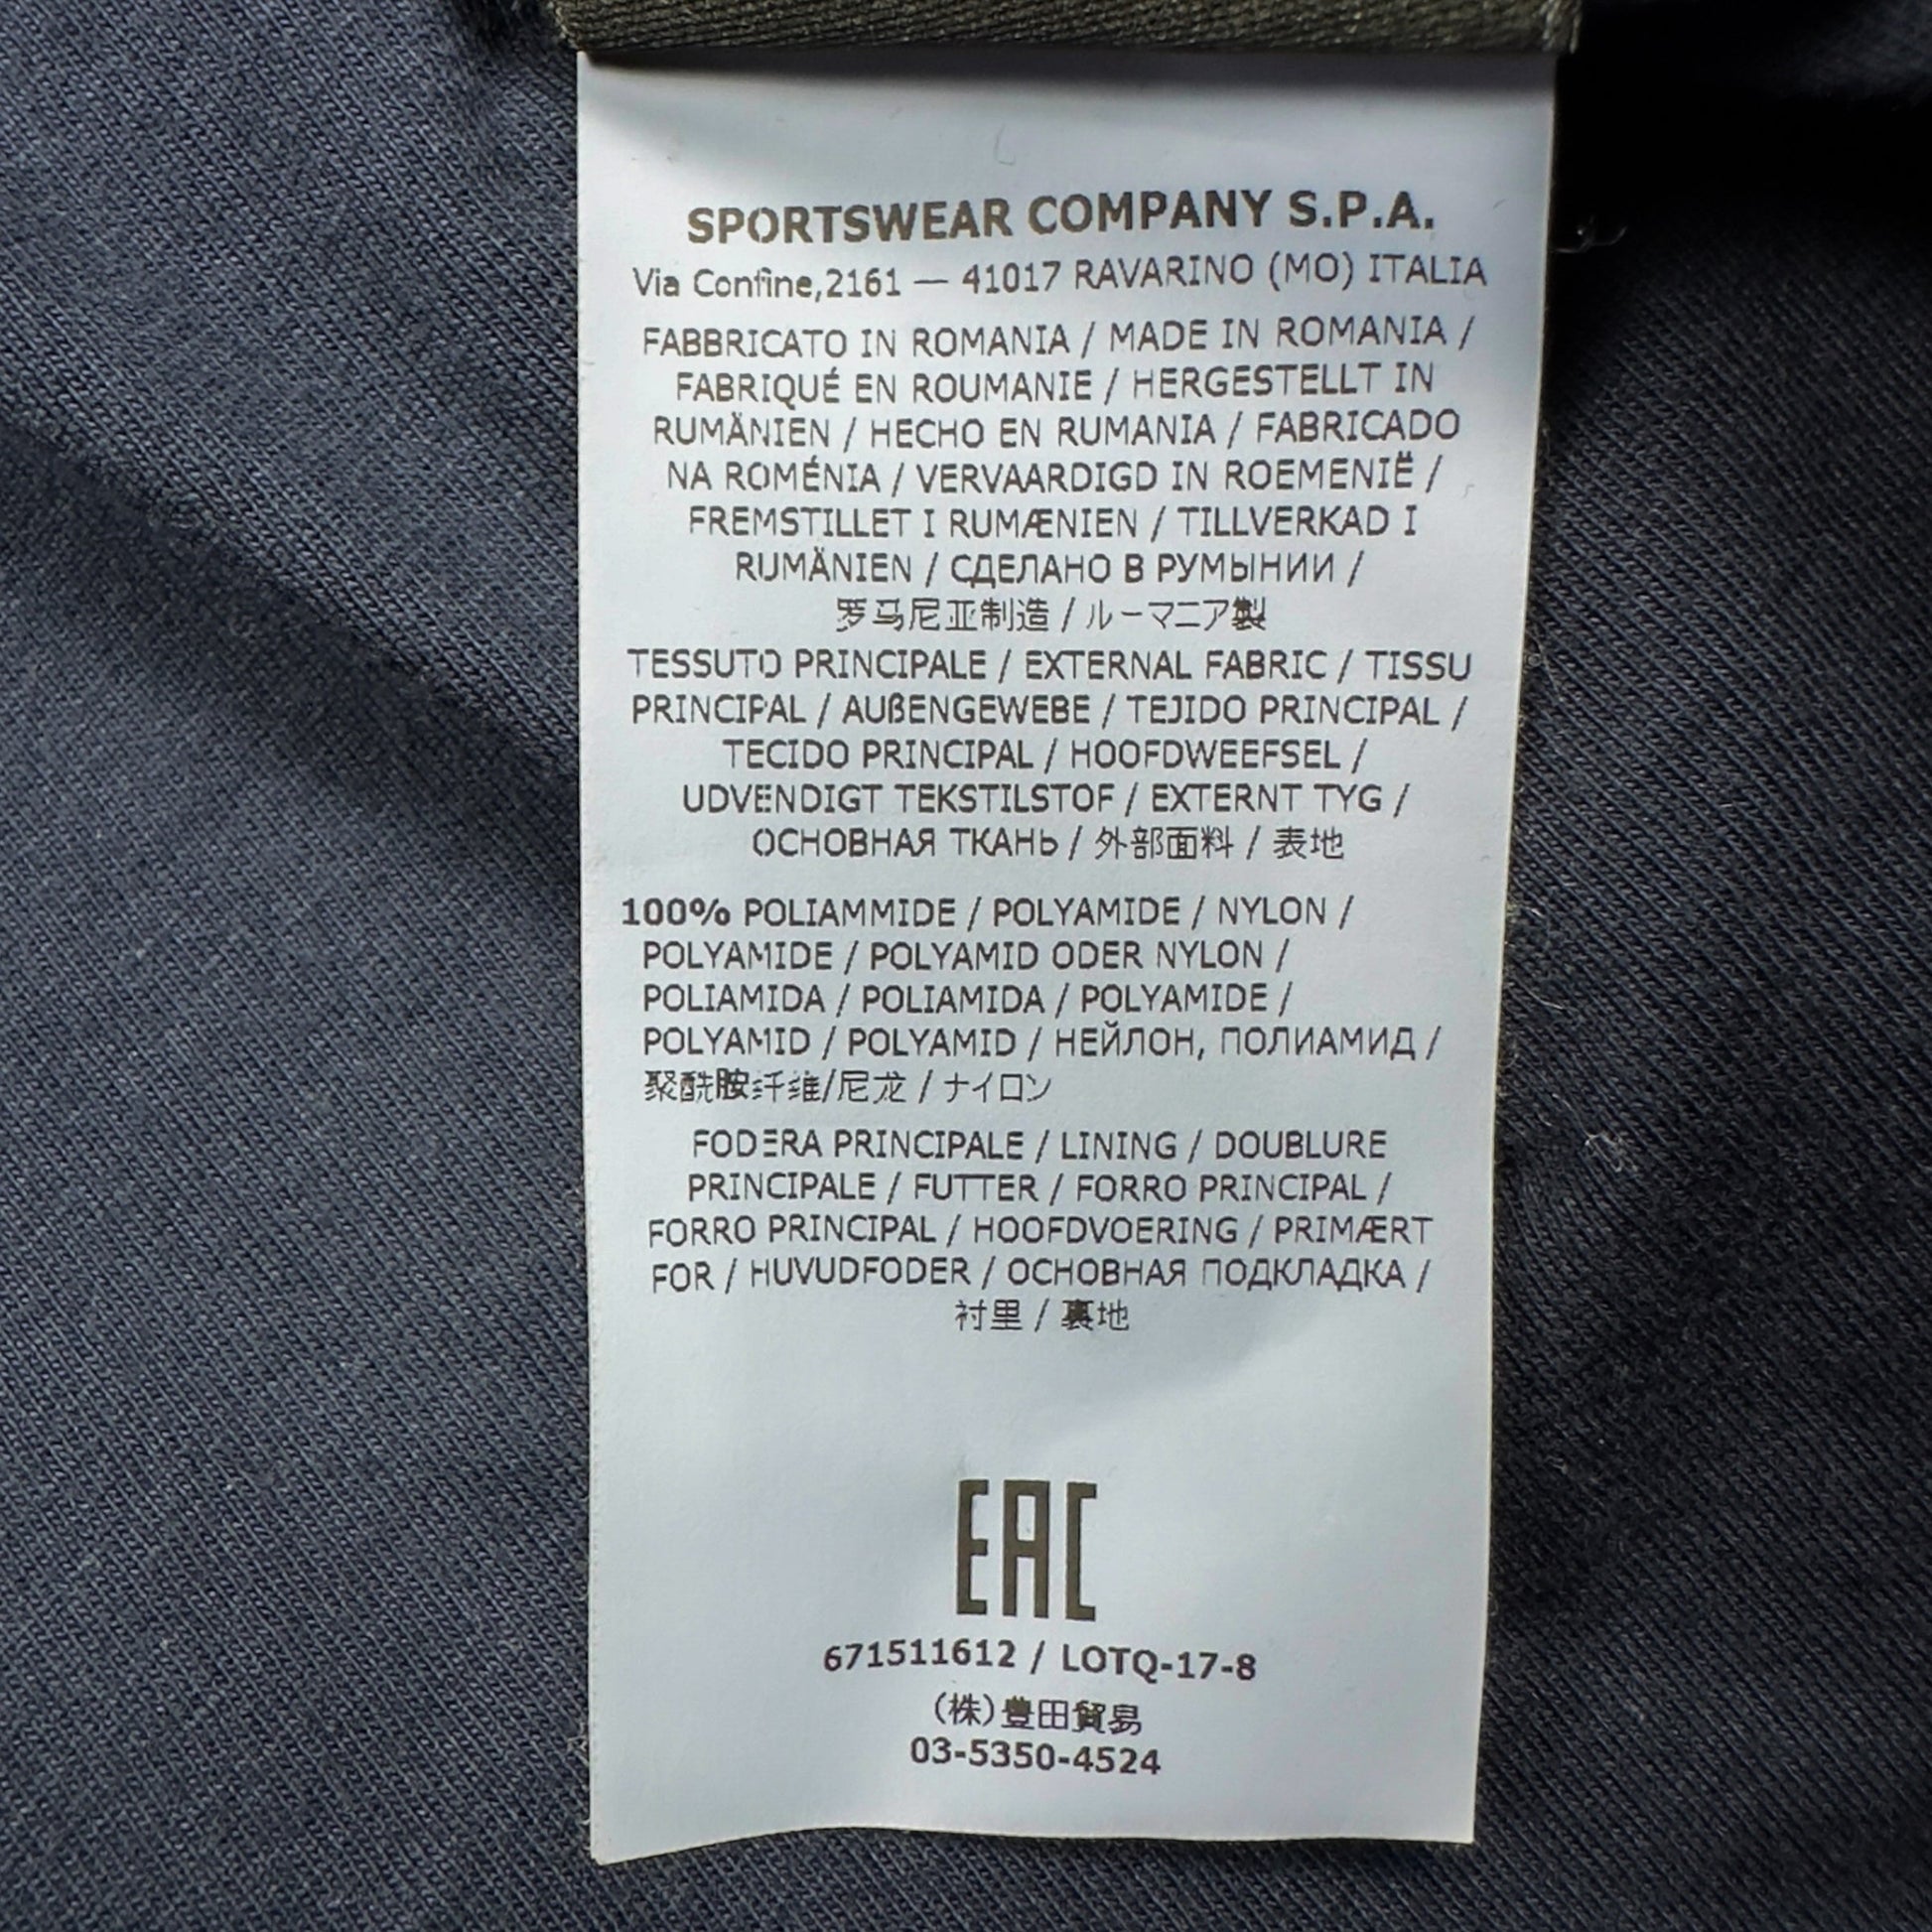 SPORTSWEAR COMPANY S.P.A.
Via Confine,2161 — 41017 RAVARINO (MO) ITALIA
FABBRICATO IN ROMANIA / MADE IN ROMANIA /
FABRIQUÉ EN ROUMANIE / HERGESTELLT IN
RUMÄNIEN / HECHO EN RUMANIA / FABRICADO
NA ROMÉNIA / VERVAARDIGD IN ROEMENIË /
FREMSTILLET I RUMÆNIEN / TILLVERKAD I
RUMÄNIEN / СДЕЛАНО В РУМЫНИИ /
罗马尼亚制造 / ルーマニア製
TESSUTO PRINCIPALE / EXTERNAL FABRIC / TISSU
PRINCIPAL / AUßENGEWEBE / TEJIDO PRINCIPAL /
TECIDO PRINCIPAL / HOOFDWEEFSEL /
UDVENDIGT TEKSTILSTOF / EXTERNT TYG /
ОСНОВНАЯ ТКАНЬ / 外部面料 / 表地
100% POLIAMMIDE / POLYAMIDE / NYLON /
POLYAMIDE / POLYAMID ODER NYLON /
POLIAMIDA / POLIAMIDA / POLYAMIDE /
POLYAMID / POLYAMID / НЕЙЛОН, ПОЛИАМИД /
聚酰胺纤维/尼龙 / ナイロン
FODERA PRINCIPALE / LINING / DOUBLURE
PRINCIPALE / FUTTER / FORRO PRINCIPAL /
FORRO PRINCIPAL / HOOFDVOERING / PRIMÆRT
FOR / HUVUDFODER / ОСНОВНАЯ ПОДКЛАДКА /
衬里 / 裏地
EAC
671511612 / LOTQ-17-8
(株)豊田貿易
03-5350-4524